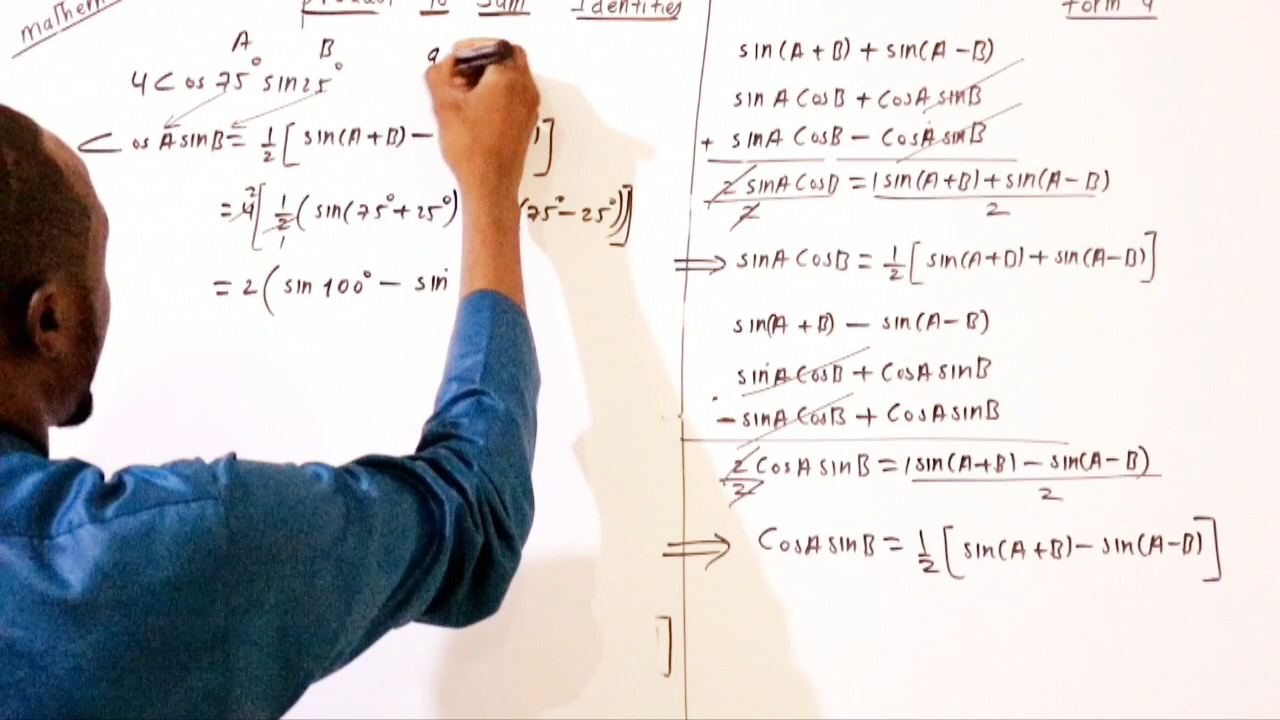 Product to Sum Identities
Form 4
A B
4 Cos 75° sin 25°
Cos A sin B = 1/2 [ sin(A+B) −
= 4 [ 1/2 ( sin(75°+25°) (75°−25°)) ]
= 2 ( sin 100° − sin
sin(A+B) + sin(A−B)
sin A Cos B + Cos A sin B
+ sin A Cos B − Cos A sin B
2 sin A Cos B = 1 sin(A+B) + sin(A−B)
2 2
⇒ sin A Cos B = 1/2 [ sin(A+B) + sin(A−B) ]
sin(A+B) − sin(A−B)
sin A Cos B + Cos A sin B
− sin A Cos B + Cos A sin B
2 Cos A sin B = 1 sin(A+B) − sin(A−B)
2 2
⇒ Cos A sin B = 1/2 [ sin(A+B) − sin(A−B) ]
]